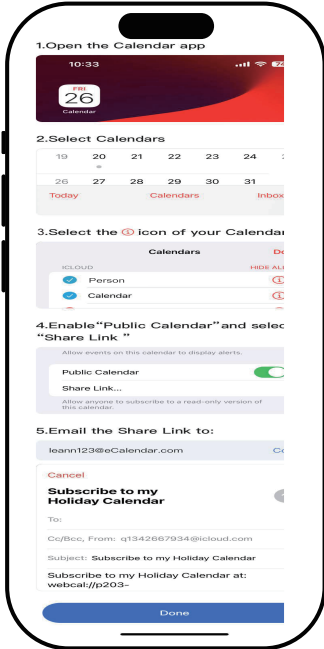 1.Open the Calendar app
10:33
FRI
26
Calendar
2.Select Calendars
19 20 21 22 23 24
26 27 28 29 30 31
Today Calendars Inbox
3.Select the ⓘ icon of your Calendar
Calendars
ICLOUD HIDE ALL
Person
Calendar
4.Enable“Public Calendar”and selec
“Share Link ”
Allow events on this calendar to display alerts.
Public Calendar
Share Link...
Allow anyone to subscribe to a read-only version of
this calendar.
5.Email the Share Link to:
leann123@eCalendar.com Co
Cancel
Subscribe to my
Holiday Calendar
To:
Cc/Bcc, From: q1342667934@icloud.com
Subject: Subscribe to my Holiday Calendar
Subscribe to my Holiday Calendar at:
webcal://p203-
Done